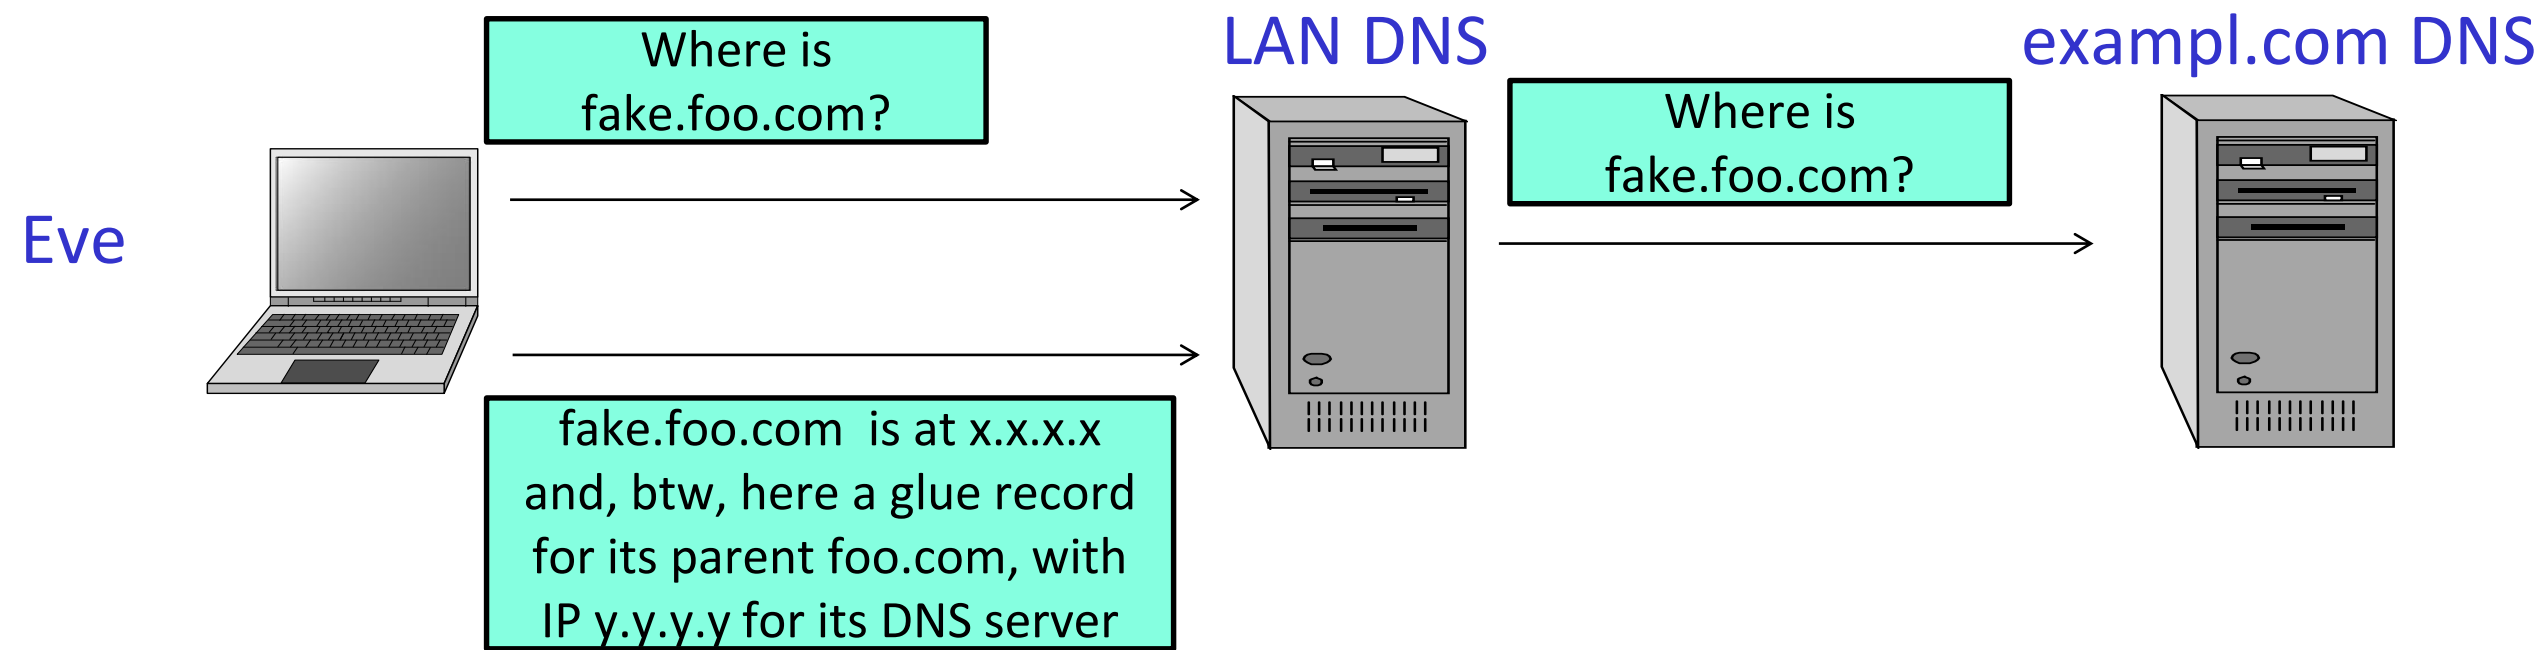 Where is
fake.foo.com?
LAN DNS
exampl.com DNS
Where is
fake.foo.com?
Eve
fake.foo.com is at x.x.x.x
and, btw, here a glue record
for its parent foo.com, with
IP y.y.y.y for its DNS server